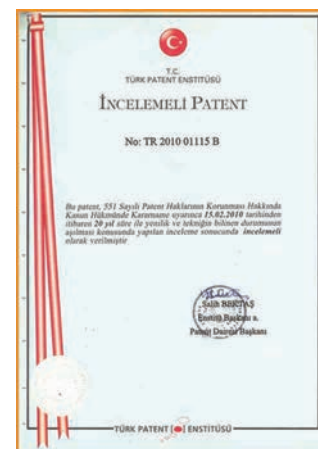 T.C.
TÜRK PATENT ENSTİTÜSÜ
İNCELEMELİ PATENT
No: TR 2010 01115 B
Bu patent, 551 Sayılı Patent Haklarının Korunması Hakkında
Kanun Hükmünde Kararname uyarınca 15.02.2010 tarihinden
itibaren 20 yıl süre ile yenilik ve tekniğin bilinen durumunun
aşılması konusunda yapılan inceleme sonucunda incelemeli
olarak verilmiştir
Salih BEKTAŞ
Enstitü Başkanı a.
Patent Dairesi Başkanı
TÜRK PATENT ENSTİTÜSÜ